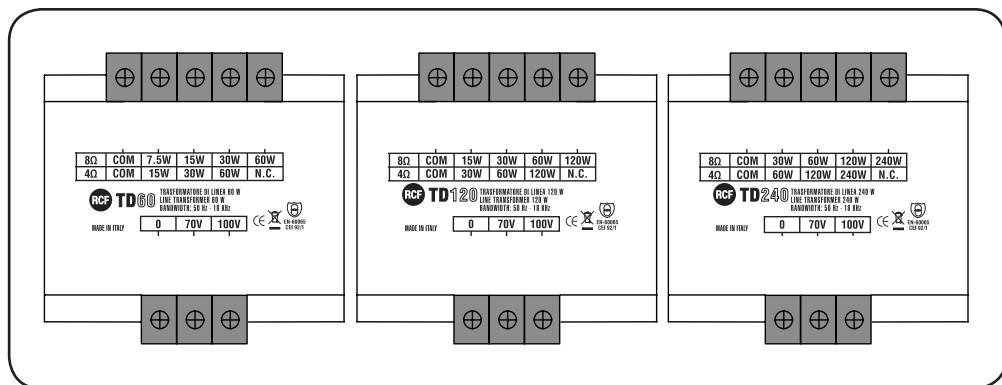 8Ω COM 7.5W 15W 30W 60W
4Ω COM 15W 30W 60W N.C.
RCF TD60 TRASFORMATORE DI LINEA 60 W
LINE TRANSFORMER 60 W
BANDWIDTH: 50 Hz - 18 KHz
MADE IN ITALY 0 70V 100V CE EN-60065
CEI 92/1
8Ω COM 15W 30W 60W 120W
4Ω COM 30W 60W 120W N.C.
RCF TD120 TRASFORMATORE DI LINEA 120 W
LINE TRANSFORMER 120 W
BANDWIDTH: 50 Hz - 18 KHz
MADE IN ITALY 0 70V 100V CE EN-60065
CEI 92/1
8Ω COM 30W 60W 120W 240W
4Ω COM 60W 120W 240W N.C.
RCF TD240 TRASFORMATORE DI LINEA 240 W
LINE TRANSFORMER 240 W
BANDWIDTH: 50 Hz - 18 KHz
MADE IN ITALY 0 70V 100V CE EN-60065
CEI 92/1